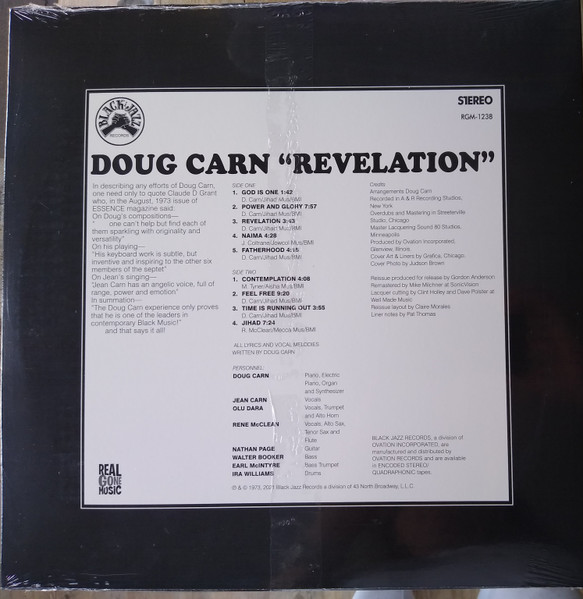 BLACK JAZZ
RECORDS
STEREO
RGM-1238
DOUG CARN “REVELATION”
In describing any efforts of Doug Carn,
one need only to quote Claude D Grant
who, in the August, 1973 issue of
ESSENCE magazine said:
On Doug's compositions—
" one can't help but find each of
them sparkling with originality and
versatility"
On his playing—
"His keyboard work is subtle, but
inventive and inspiring to the other six
members of the septet"
On Jean's singing—
"Jean Carn has an angelic voice, full of
range, power and emotion"
In summation—
"The Doug Carn experience only proves
that he is one of the leaders in
contemporary Black Music!"
and that says it all!
SIDE ONE
1. GOD IS ONE 1:42
D. Carn/Jihad Mus/BMI
2. POWER AND GLORY 7:57
D. Carn/Jihad Mus/BMI
3. REVELATION 3:43
D. Carn/Jihad Mus/BMI
4. NAIMA 4:28
J. Coltrane/Jowcol Mus/BMI
5. FATHERHOOD
D. Carn/Jihad Mus/BMI
SIDE TWO
1. CONTEMPLATION 4:08
M. Tyner/Aisha Mus/BMI
2. FEEL FREE 9:20
D. Carn/Jihad Mus/BMI
3. TIME IS RUNNING OUT 3:55
D. Carn/Jihad Mus/BMI
4. JIHAD 7:24
R. McClean/Mecca Mus/BMI
ALL LYRICS AND VOCAL MELODIES
WRITTEN BY DOUG CARN
PERSONNEL:
DOUG CARN Piano, Electric
Piano, Organ
and Synthesizer
JEAN CARN Vocals
OLU DARA Vocals, Trumpet
and Alto Horn
RENE McCLEAN Vocals, Alto Sax,
Tenor Sax and
Flute
NATHAN PAGE Guitar
WALTER BOOKER Bass
EARL McINTYRE Bass Trumpet
IRA WILLIAMS Drums
℗ & © 1973, 2021 Black Jazz Records a division of 43 North Broadway, L.L.C.
Credits
Arrangements Doug Carn
Recorded in A & R Recording Studios,
New York
Overdubs and Mastering in Streeterville
Studio, Chicago
Master Lacquering Sound 80 Studios,
Minneapolis
Produced by Ovation Incorporated,
Glenview, Illinois
Cover Art & Liners by Grafica, Chicago
Cover Photo by Judson Brown
Reissue produced for release by Gordon Anderson
Remastered by Mike Milchner at SonicVision
Lacquer cutting by Clint Holley and Dave Polster at
Well Made Music
Reissue layout by Claire Morales
Liner notes by Pat Thomas
BLACK JAZZ RECORDS, a division of
OVATION INCORPORATED, are
manufactured and distributed by
OVATION RECORDS and are available
in ENCODED STEREO/
QUADRAPHONIC tapes.
REAL
GONE
MUSIC